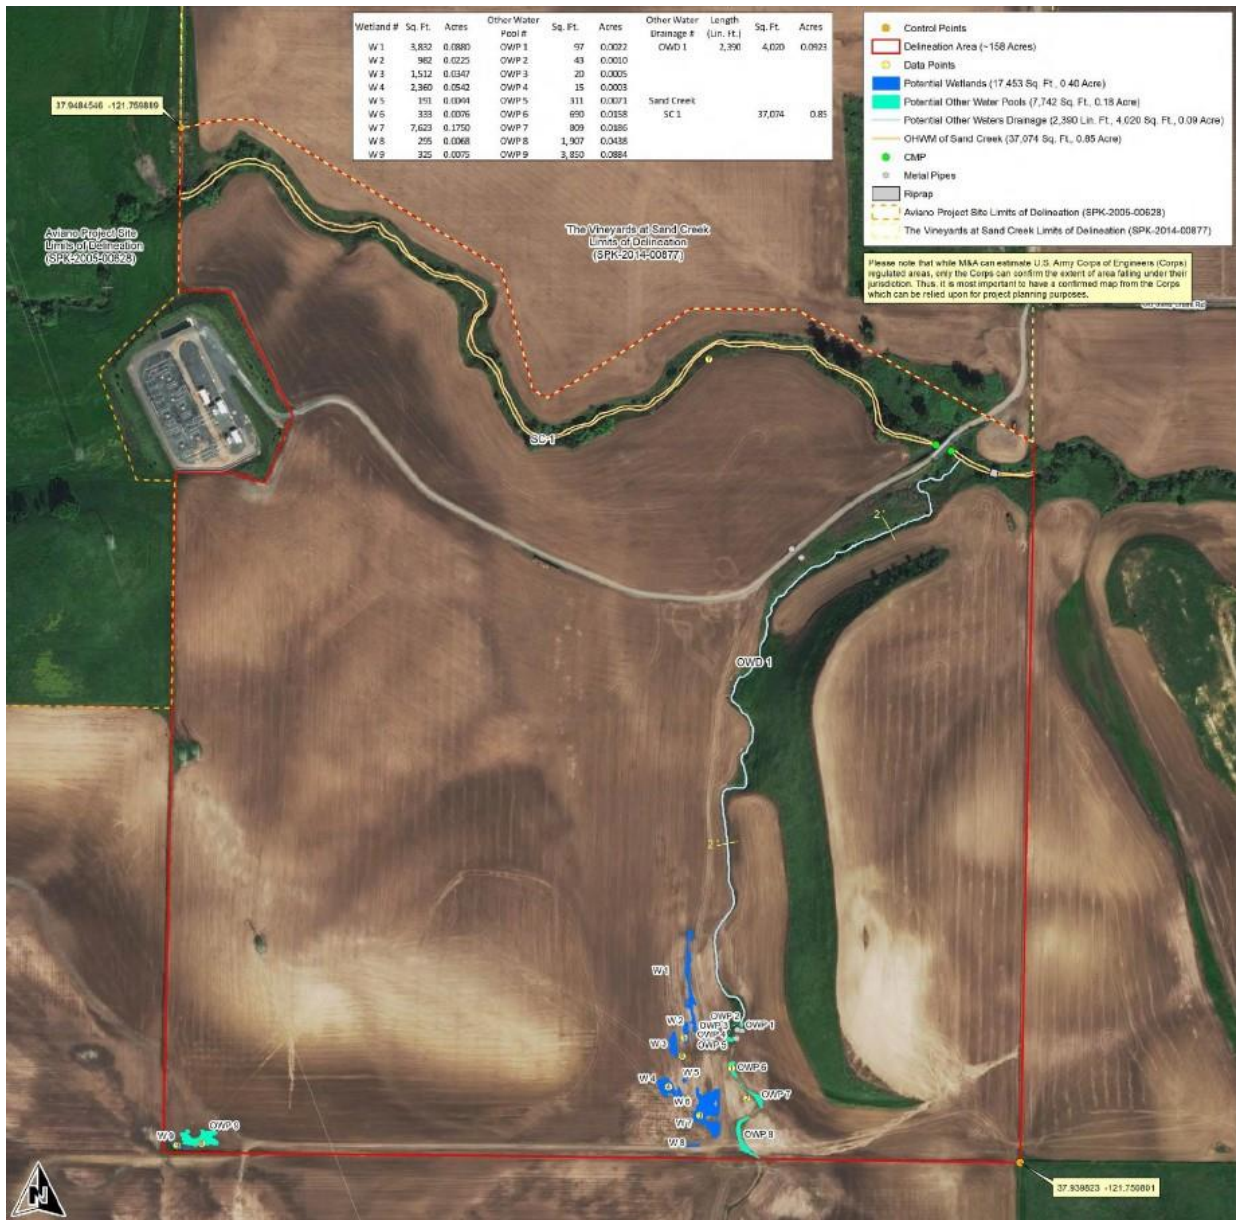 Wetland # Sq. Ft. Acres Other Water Pool # Sq. Ft. Acres Other Water Drainage # Length (Lin. Ft.) Sq. Ft. Acres
W 1 3,832 0.0880 OWP 1 97 0.0022 OWD 1 2,390 4,020 0.0923
W 2 982 0.0225 OWP 2 43 0.0010
W 3 1,512 0.0347 OWP 3 20 0.0005
W 4 2,360 0.0542 OWP 4 15 0.0003
W 5 191 0.0044 OWP 5 311 0.0071 Sand Creek
W 6 333 0.0076 OWP 6 690 0.0158 SC 1 37,074 0.85
W 7 7,623 0.1750 OWP 7 809 0.0186
W 8 295 0.0068 OWP 8 1,907 0.0438
W 9 325 0.0075 OWP 9 3,850 0.0884
Control Points
Delineation Area (~158 Acres)
Data Points
Potential Wetlands (17,453 Sq. Ft., 0.40 Acre)
Potential Other Water Pools (7,742 Sq. Ft., 0.18 Acre)
Potential Other Waters Drainage (2,390 Lin. Ft., 4,020 Sq. Ft., 0.09 Acre)
OHWM of Sand Creek (37,074 Sq. Ft., 0.85 Acre)
CMP
Metal Pipes
Riprap
Aviano Project Site Limits of Delineation (SPK-2005-00628)
The Vineyards at Sand Creek Limits of Delineation (SPK-2014-00877)
Please note that while M&A can estimate U.S. Army Corps of Engineers (Corps)
regulated areas, only the Corps can confirm the extent of area falling under their
jurisdiction. Thus, it is most important to have a confirmed map from the Corps
which can be relied upon for project planning purposes.
37.9484546 -121.759889
Aviano Project Site
Limits of Delineation
(SPK-2005-00628)
The Vineyards at Sand Creek
Limits of Delineation
(SPK-2014-00877)
SC 1
2'
OWD 1
2'
W 1
OWP 2
W 2
OWP 3
OWP 1
OWP 4
W 3
OWP 5
OWP 6
W 5
W 4
OWP 7
W 6
W 7
OWP 8
W 8
W 9
OWP 9
N
37.939823 -121.750801